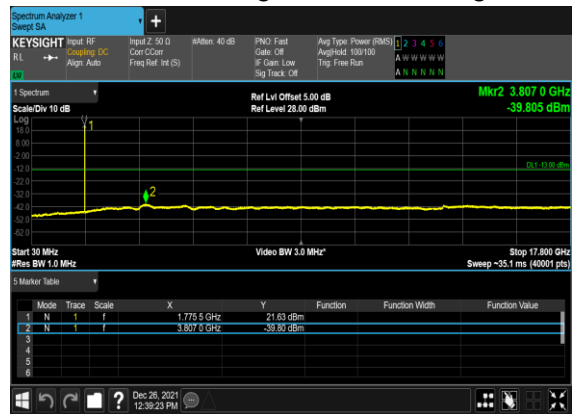 Spectrum Analyzer 1
Swept SA
+
KEYSIGHT Input: RF Input Z: 50 Ω #Atten: 40 dB PNO: Fast Avg Type: Power (RMS) 1 2 3 4 5 6
RL Coupling: DC Corr CCorr Gate: Off Avg|Hold: 100/100 A W W W W W
Align: Auto Freq Ref: Int (S) IF Gain: Low Trig: Free Run
LW Sig Track: Off A N N N N N
1 Spectrum Ref Lvl Offset 5.00 dB Mkr2 3.807 0 GHz
Scale/Div 10 dB Ref Level 28.00 dBm -39.805 dBm
Log
18.0
8.00
-2.00
-12.0
-22.0
-32.0
-42.0
-52.0
-62.0
1
2
DL1 -13.00 dBm
Start 30 MHz Video BW 3.0 MHz* Stop 17.800 GHz
#Res BW 1.0 MHz Sweep ~35.1 ms (40001 pts)
5 Marker Table
Mode Trace Scale X Y Function Function Width Function Value
1 N 1 f 1.775 5 GHz 21.63 dBm
2 N 1 f 3.807 0 GHz -39.80 dBm
3
4
5
6
? Dec 26, 2021
12:39:23 PM